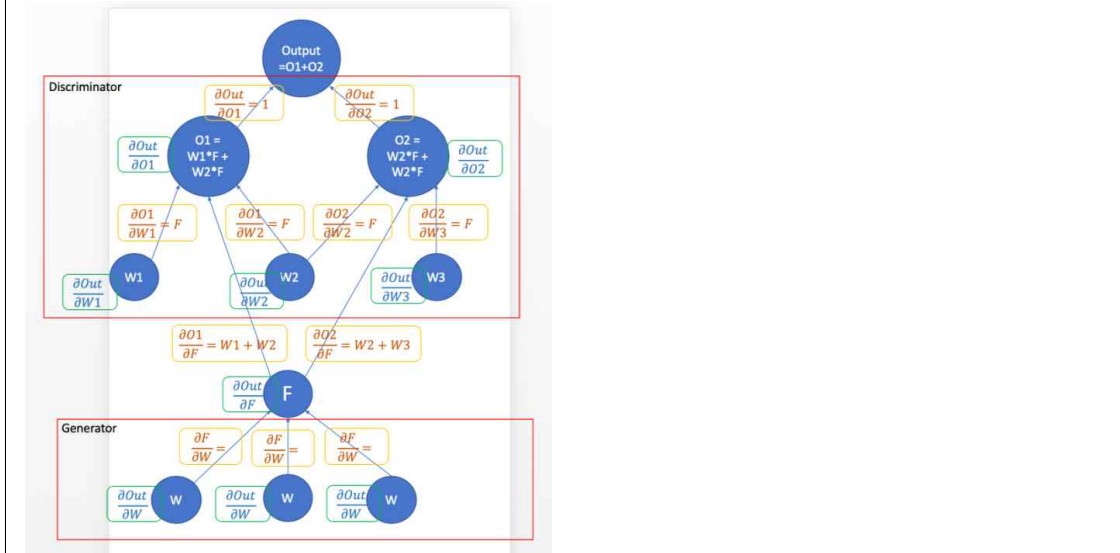 Output
=O1+O2
Discriminator
∂Out/∂O1 = 1
∂Out/∂O2 = 1
∂Out/∂O1
O1 =
W1*F +
W2*F
O2 =
W2*F +
W2*F
∂Out/∂O2
∂O1/∂W1 = F
∂O1/∂W2 = F
∂O2/∂W2 = F
∂O2/∂W3 = F
∂Out/∂W1
W1
∂Out/∂W2
W2
∂Out/∂W3
W3
∂O1/∂F = W1 + W2
∂O2/∂F = W2 + W3
∂Out/∂F
F
Generator
∂F/∂W =
∂F/∂W =
∂F/∂W =
∂Out/∂W
W
∂Out/∂W
W
∂Out/∂W
W